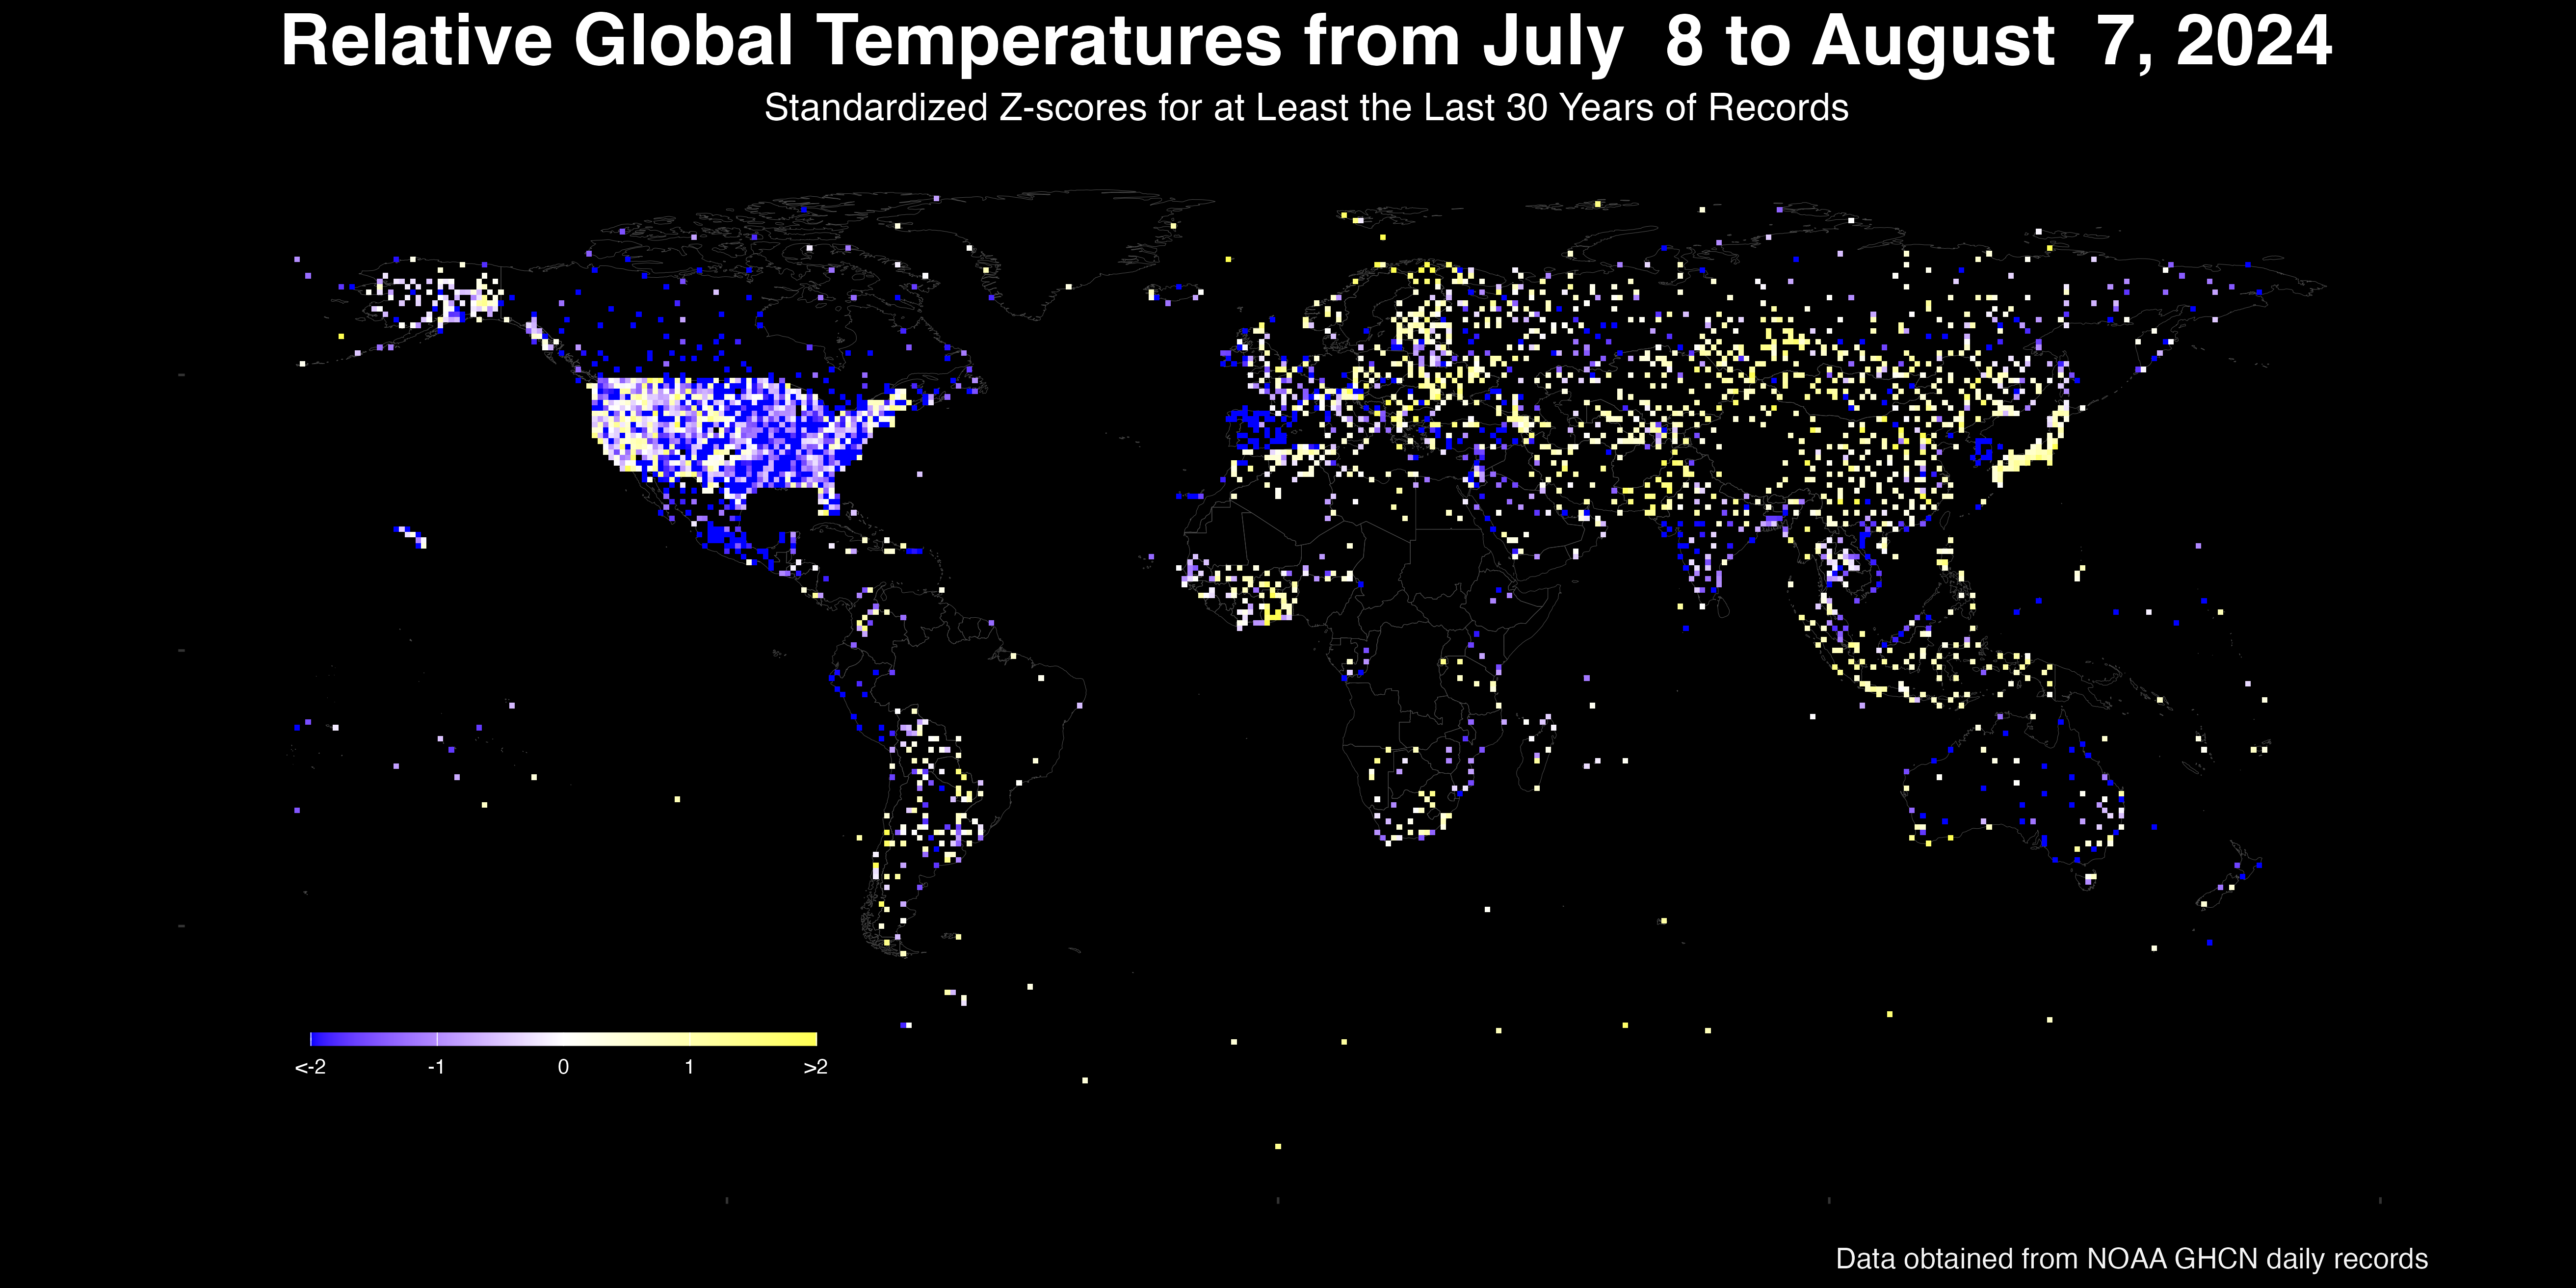 Relative Global Temperatures from July  8 to August  7, 2024
Standardized Z-scores for at Least the Last 30 Years of Records
<-2 -1 0 1 >2
Data obtained from NOAA GHCN daily records